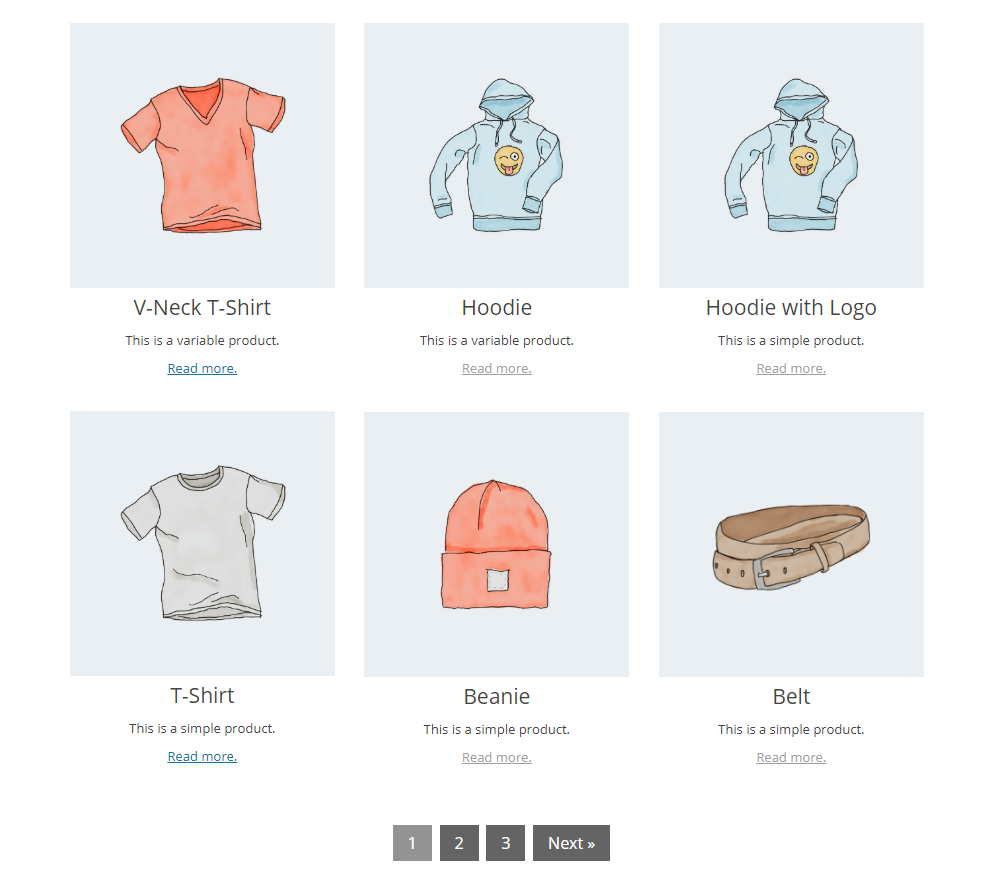 V-Neck T-Shirt
This is a variable product.
Read more.
Hoodie
This is a variable product.
Read more.
Hoodie with Logo
This is a simple product.
Read more.
T-Shirt
This is a simple product.
Read more.
Beanie
This is a simple product.
Read more.
Belt
This is a simple product.
Read more.
1 2 3 Next »